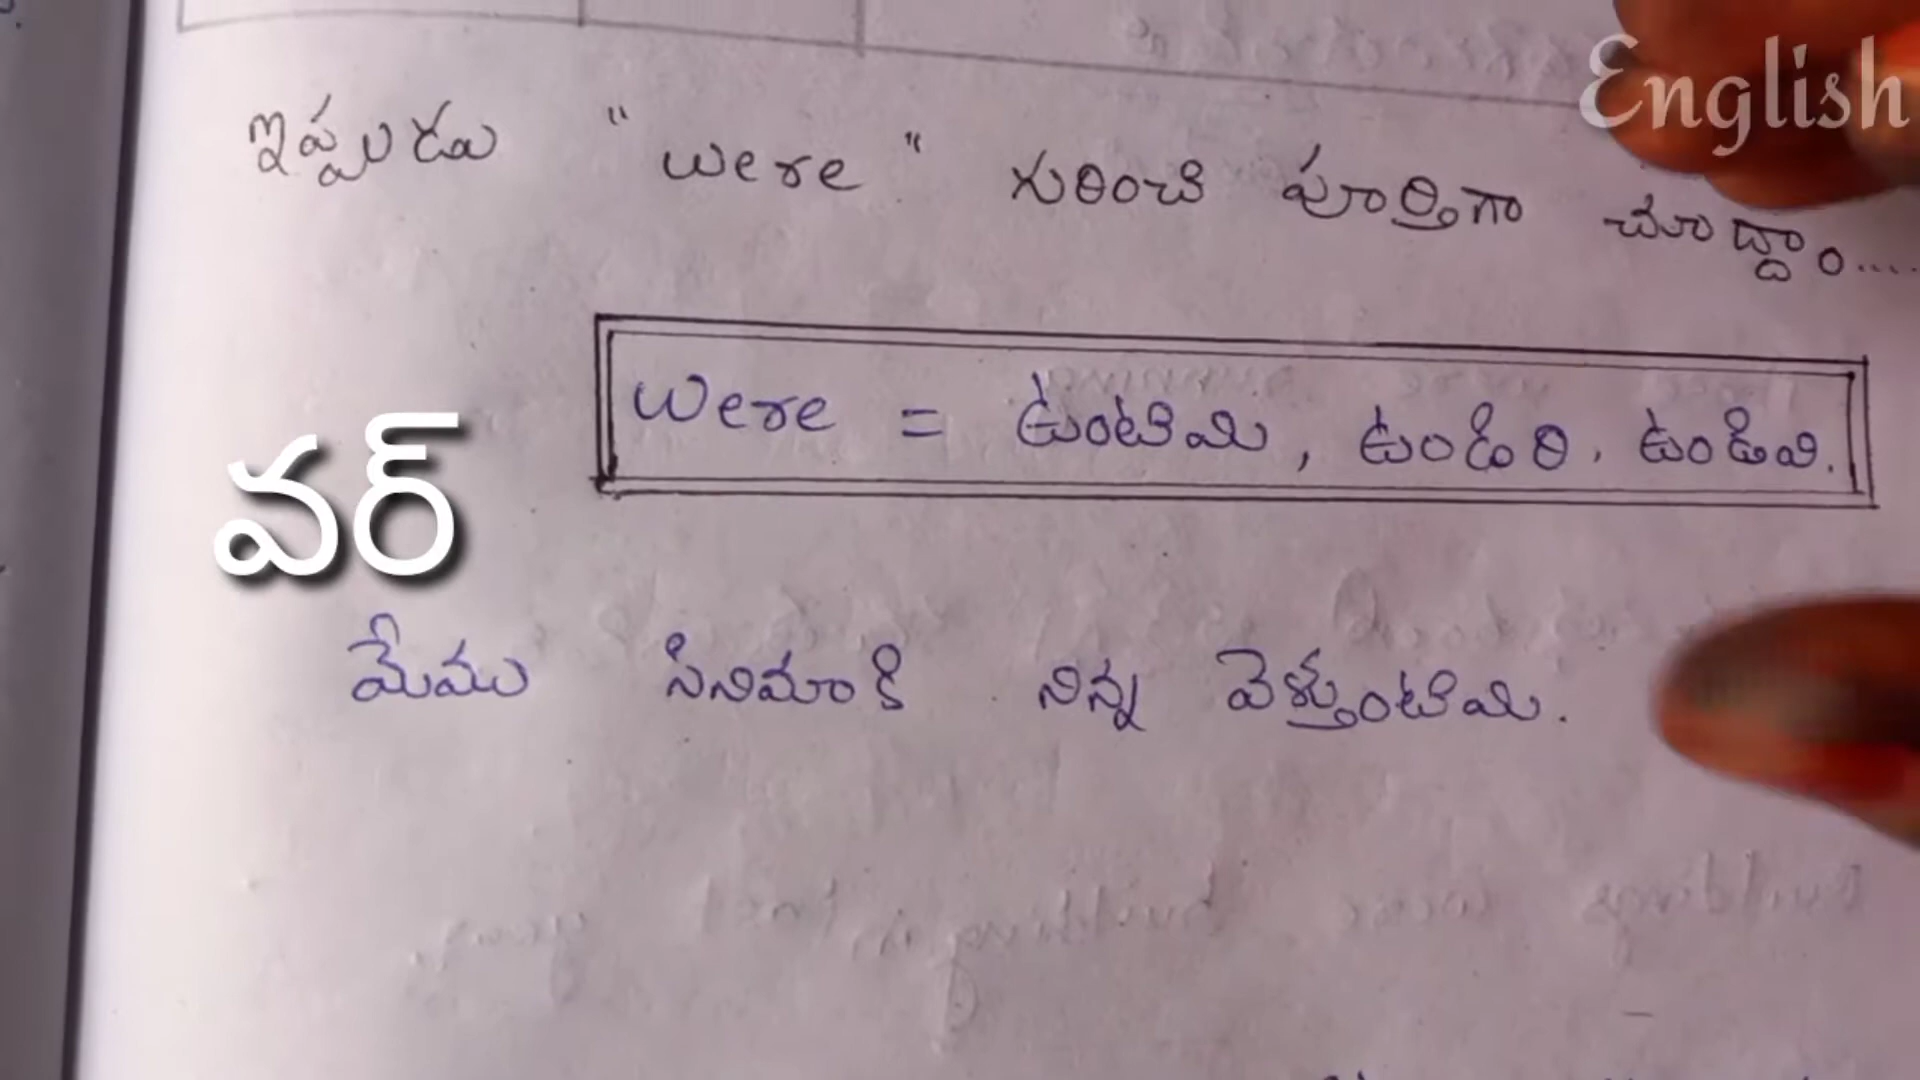 English
ఇప్పుడు "were" గురించి పూర్తిగా చూద్దాం....
were = ఉంటిమి, ఉండిరి. ఉండివి.
వర్
మేము సినిమాకి నిన్న వెళ్తుంటిమి.